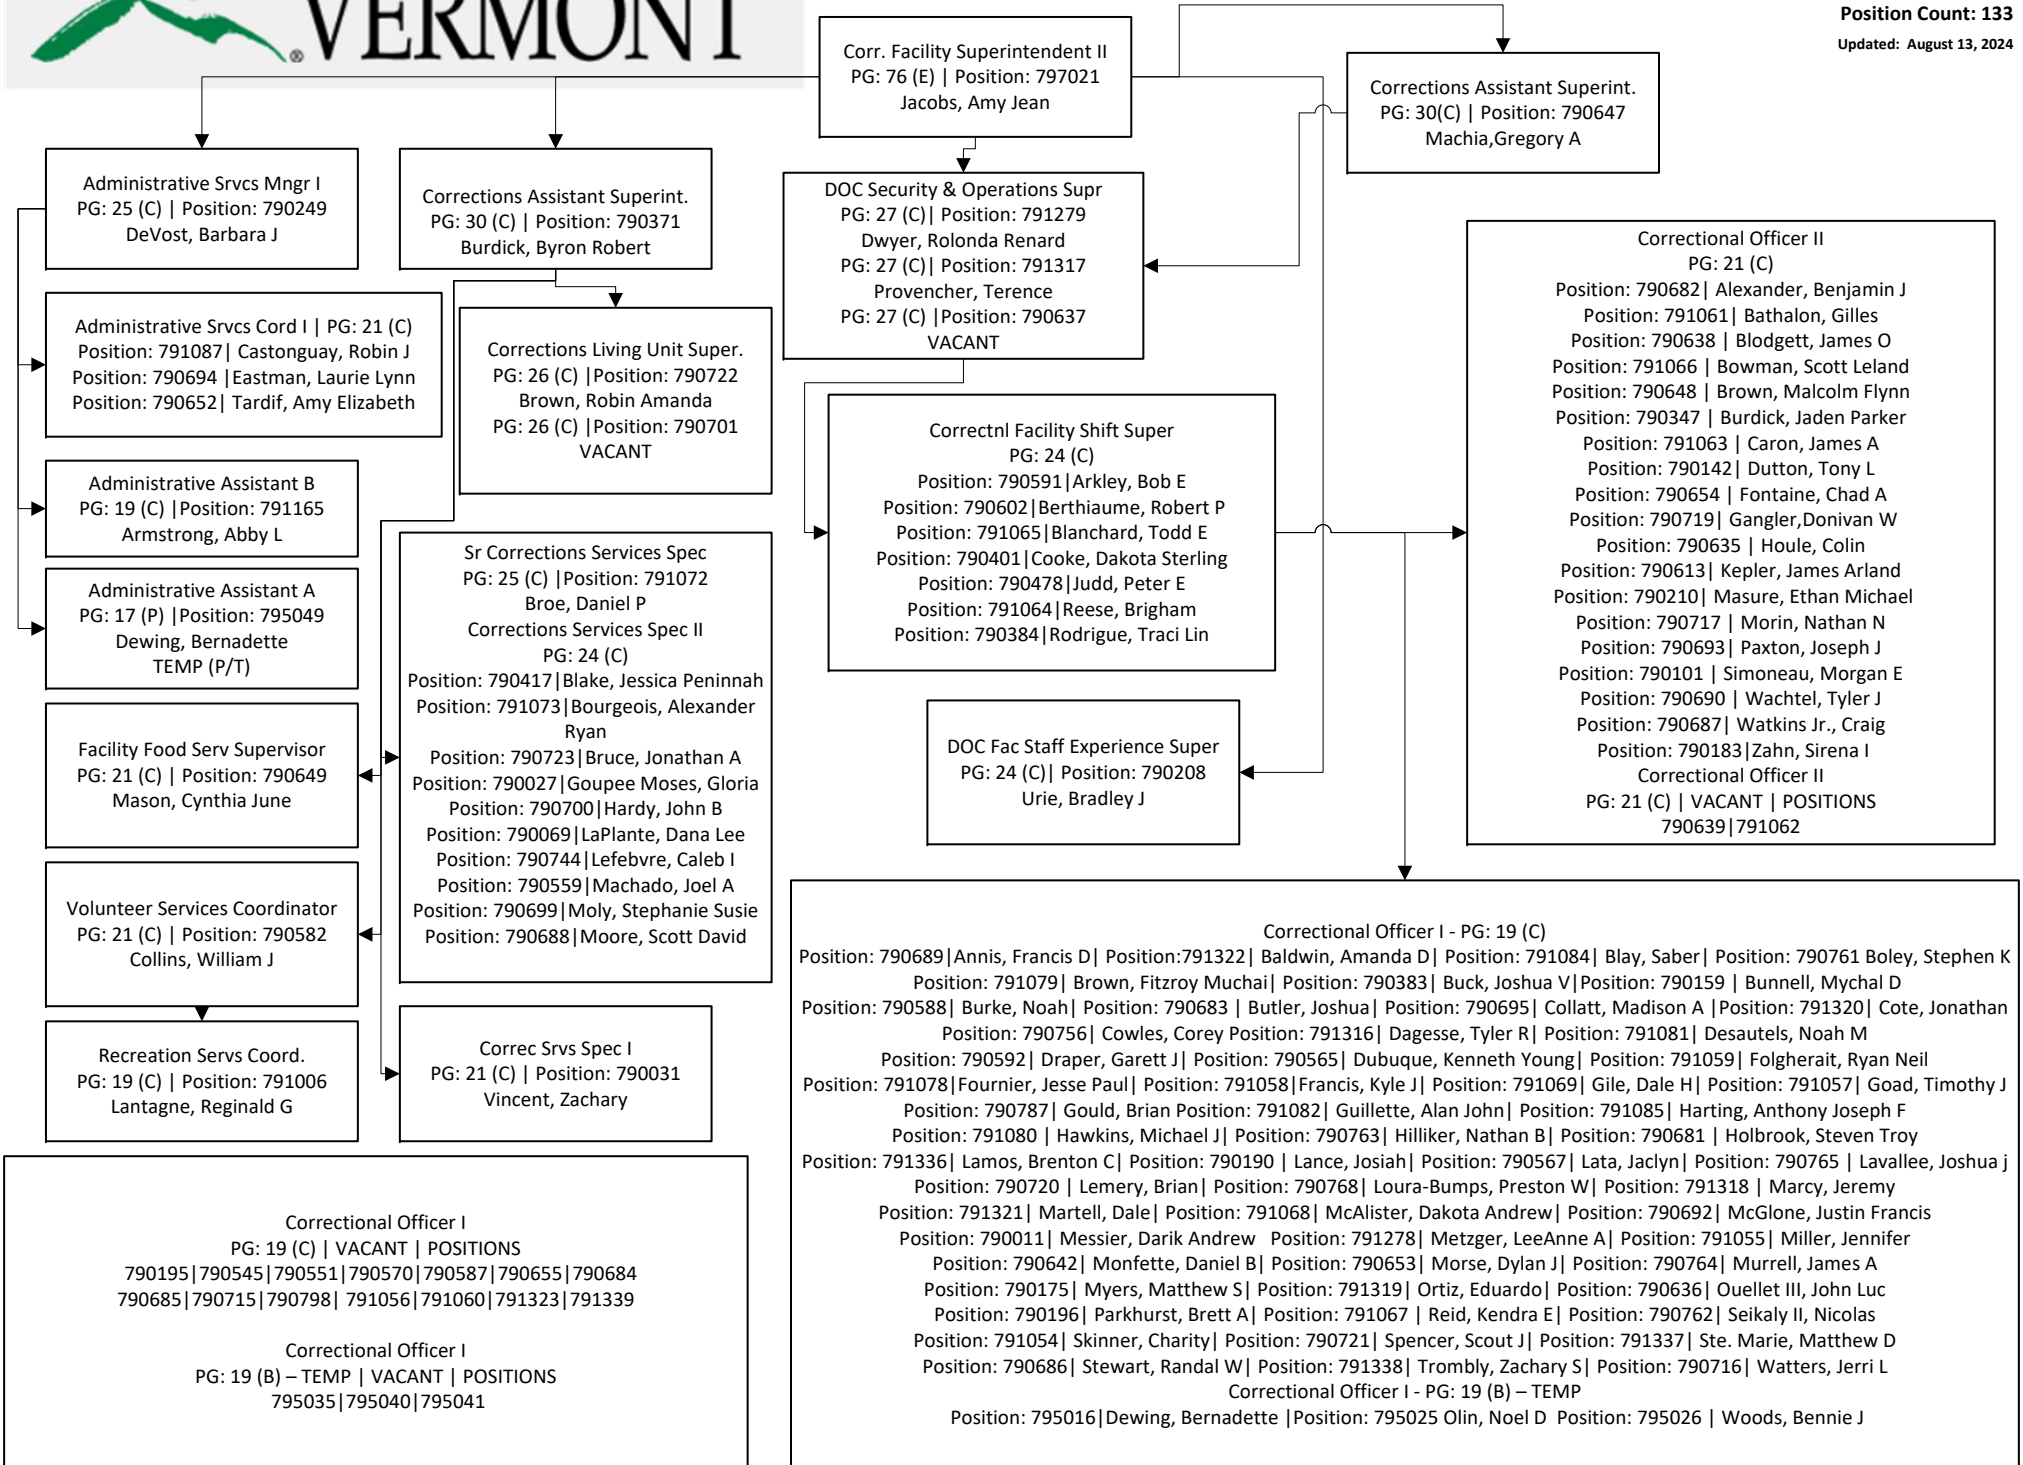 VERMONT
®
Position Count: 133
Updated: August 13, 2024
Corr. Facility Superintendent II
PG: 76 (E) | Position: 797021
Jacobs, Amy Jean
Corrections Assistant Superint.
PG: 30(C) | Position: 790647
Machia,Gregory A
Administrative Srvcs Mngr I
PG: 25 (C) | Position: 790249
DeVost, Barbara J
Corrections Assistant Superint.
PG: 30 (C) | Position: 790371
Burdick, Byron Robert
DOC Security & Operations Supr
PG: 27 (C)| Position: 791279
Dwyer, Rolonda Renard
PG: 27 (C)| Position: 791317
Provencher, Terence
PG: 27 (C) |Position: 790637
VACANT
Administrative Srvcs Cord I | PG: 21 (C)
Position: 791087| Castonguay, Robin J
Position: 790694 |Eastman, Laurie Lynn
Position: 790652| Tardif, Amy Elizabeth
Corrections Living Unit Super.
PG: 26 (C) |Position: 790722
Brown, Robin Amanda
PG: 26 (C) |Position: 790701
VACANT
Administrative Assistant B
PG: 19 (C) |Position: 791165
Armstrong, Abby L
Administrative Assistant A
PG: 17 (P) |Position: 795049
Dewing, Bernadette
TEMP (P/T)
Facility Food Serv Supervisor
PG: 21 (C) | Position: 790649
Mason, Cynthia June
Volunteer Services Coordinator
PG: 21 (C) | Position: 790582
Collins, William J
Recreation Servs Coord.
PG: 19 (C) | Position: 791006
Lantagne, Reginald G
Sr Corrections Services Spec
PG: 25 (C) |Position: 791072
Broe, Daniel P
Corrections Services Spec II
PG: 24 (C)
Position: 790417|Blake, Jessica Peninnah
Position: 791073|Bourgeois, Alexander
Ryan
Position: 790723|Bruce, Jonathan A
Position: 790027|Goupee Moses, Gloria
Position: 790700|Hardy, John B
Position: 790069|LaPlante, Dana Lee
Position: 790744|Lefebvre, Caleb I
Position: 790559|Machado, Joel A
Position: 790699|Moly, Stephanie Susie
Position: 790688|Moore, Scott David
Correc Srvs Spec I
PG: 21 (C) | Position: 790031
Vincent, Zachary
Correctnl Facility Shift Super
PG: 24 (C)
Position: 790591|Arkley, Bob E
Position: 790602|Berthiaume, Robert P
Position: 791065|Blanchard, Todd E
Position: 790401|Cooke, Dakota Sterling
Position: 790478|Judd, Peter E
Position: 791064|Reese, Brigham
Position: 790384|Rodrigue, Traci Lin
DOC Fac Staff Experience Super
PG: 24 (C)| Position: 790208
Urie, Bradley J
Correctional Officer II
PG: 21 (C)
Position: 790682| Alexander, Benjamin J
Position: 791061| Bathalon, Gilles
Position: 790638 | Blodgett, James O
Position: 791066 | Bowman, Scott Leland
Position: 790648 | Brown, Malcolm Flynn
Position: 790347 | Burdick, Jaden Parker
Position: 791063 | Caron, James A
Position: 790142| Dutton, Tony L
Position: 790654 | Fontaine, Chad A
Position: 790719| Gangler,Donivan W
Position: 790635 | Houle, Colin
Position: 790613| Kepler, James Arland
Position: 790210| Masure, Ethan Michael
Position: 790717 | Morin, Nathan N
Position: 790693| Paxton, Joseph J
Position: 790101 | Simoneau, Morgan E
Position: 790690 | Wachtel, Tyler J
Position: 790687| Watkins Jr., Craig
Position: 790183|Zahn, Sirena I
Correctional Officer II
PG: 21 (C) | VACANT | POSITIONS
790639|791062
Correctional Officer I
PG: 19 (C) | VACANT | POSITIONS
790195|790545|790551|790570|790587|790655|790684
790685|790715|790798| 791056|791060|791323|791339
Correctional Officer I
PG: 19 (B) – TEMP | VACANT | POSITIONS
795035|795040|795041
Correctional Officer I - PG: 19 (C)
Position: 790689|Annis, Francis D| Position:791322| Baldwin, Amanda D| Position: 791084| Blay, Saber| Position: 790761 Boley, Stephen K
Position: 791079| Brown, Fitzroy Muchai| Position: 790383| Buck, Joshua V|Position: 790159 | Bunnell, Mychal D
Position: 790588| Burke, Noah| Position: 790683 | Butler, Joshua| Position: 790695| Collatt, Madison A |Position: 791320| Cote, Jonathan
Position: 790756| Cowles, Corey Position: 791316| Dagesse, Tyler R| Position: 791081| Desautels, Noah M
Position: 790592| Draper, Garett J| Position: 790565| Dubuque, Kenneth Young| Position: 791059| Folgherait, Ryan Neil
Position: 791078|Fournier, Jesse Paul| Position: 791058|Francis, Kyle J| Position: 791069| Gile, Dale H| Position: 791057| Goad, Timothy J
Position: 790787| Gould, Brian Position: 791082| Guillette, Alan John| Position: 791085| Harting, Anthony Joseph F
Position: 791080 | Hawkins, Michael J| Position: 790763| Hilliker, Nathan B| Position: 790681 | Holbrook, Steven Troy
Position: 791336| Lamos, Brenton C| Position: 790190 | Lance, Josiah| Position: 790567| Lata, Jaclyn| Position: 790765 | Lavallee, Joshua j
Position: 790720 | Lemery, Brian| Position: 790768| Loura-Bumps, Preston W| Position: 791318 | Marcy, Jeremy
Position: 791321| Martell, Dale| Position: 791068| McAlister, Dakota Andrew| Position: 790692| McGlone, Justin Francis
Position: 790011| Messier, Darik Andrew Position: 791278| Metzger, LeeAnne A| Position: 791055| Miller, Jennifer
Position: 790642| Monfette, Daniel B| Position: 790653| Morse, Dylan J| Position: 790764| Murrell, James A
Position: 790175| Myers, Matthew S| Position: 791319| Ortiz, Eduardo| Position: 790636| Ouellet III, John Luc
Position: 790196| Parkhurst, Brett A| Position: 791067 | Reid, Kendra E| Position: 790762| Seikaly II, Nicolas
Position: 791054| Skinner, Charity| Position: 790721| Spencer, Scout J| Position: 791337| Ste. Marie, Matthew D
Position: 790686| Stewart, Randal W| Position: 791338| Trombly, Zachary S| Position: 790716| Watters, Jerri L
Correctional Officer I - PG: 19 (B) – TEMP
Position: 795016|Dewing, Bernadette |Position: 795025 Olin, Noel D Position: 795026 | Woods, Bennie J